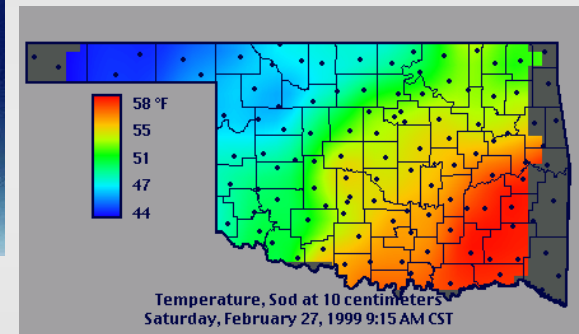 58 °F
55
51
47
44
Temperature, Sod at 10 centimeters
Saturday, February 27, 1999 9:15 AM CST